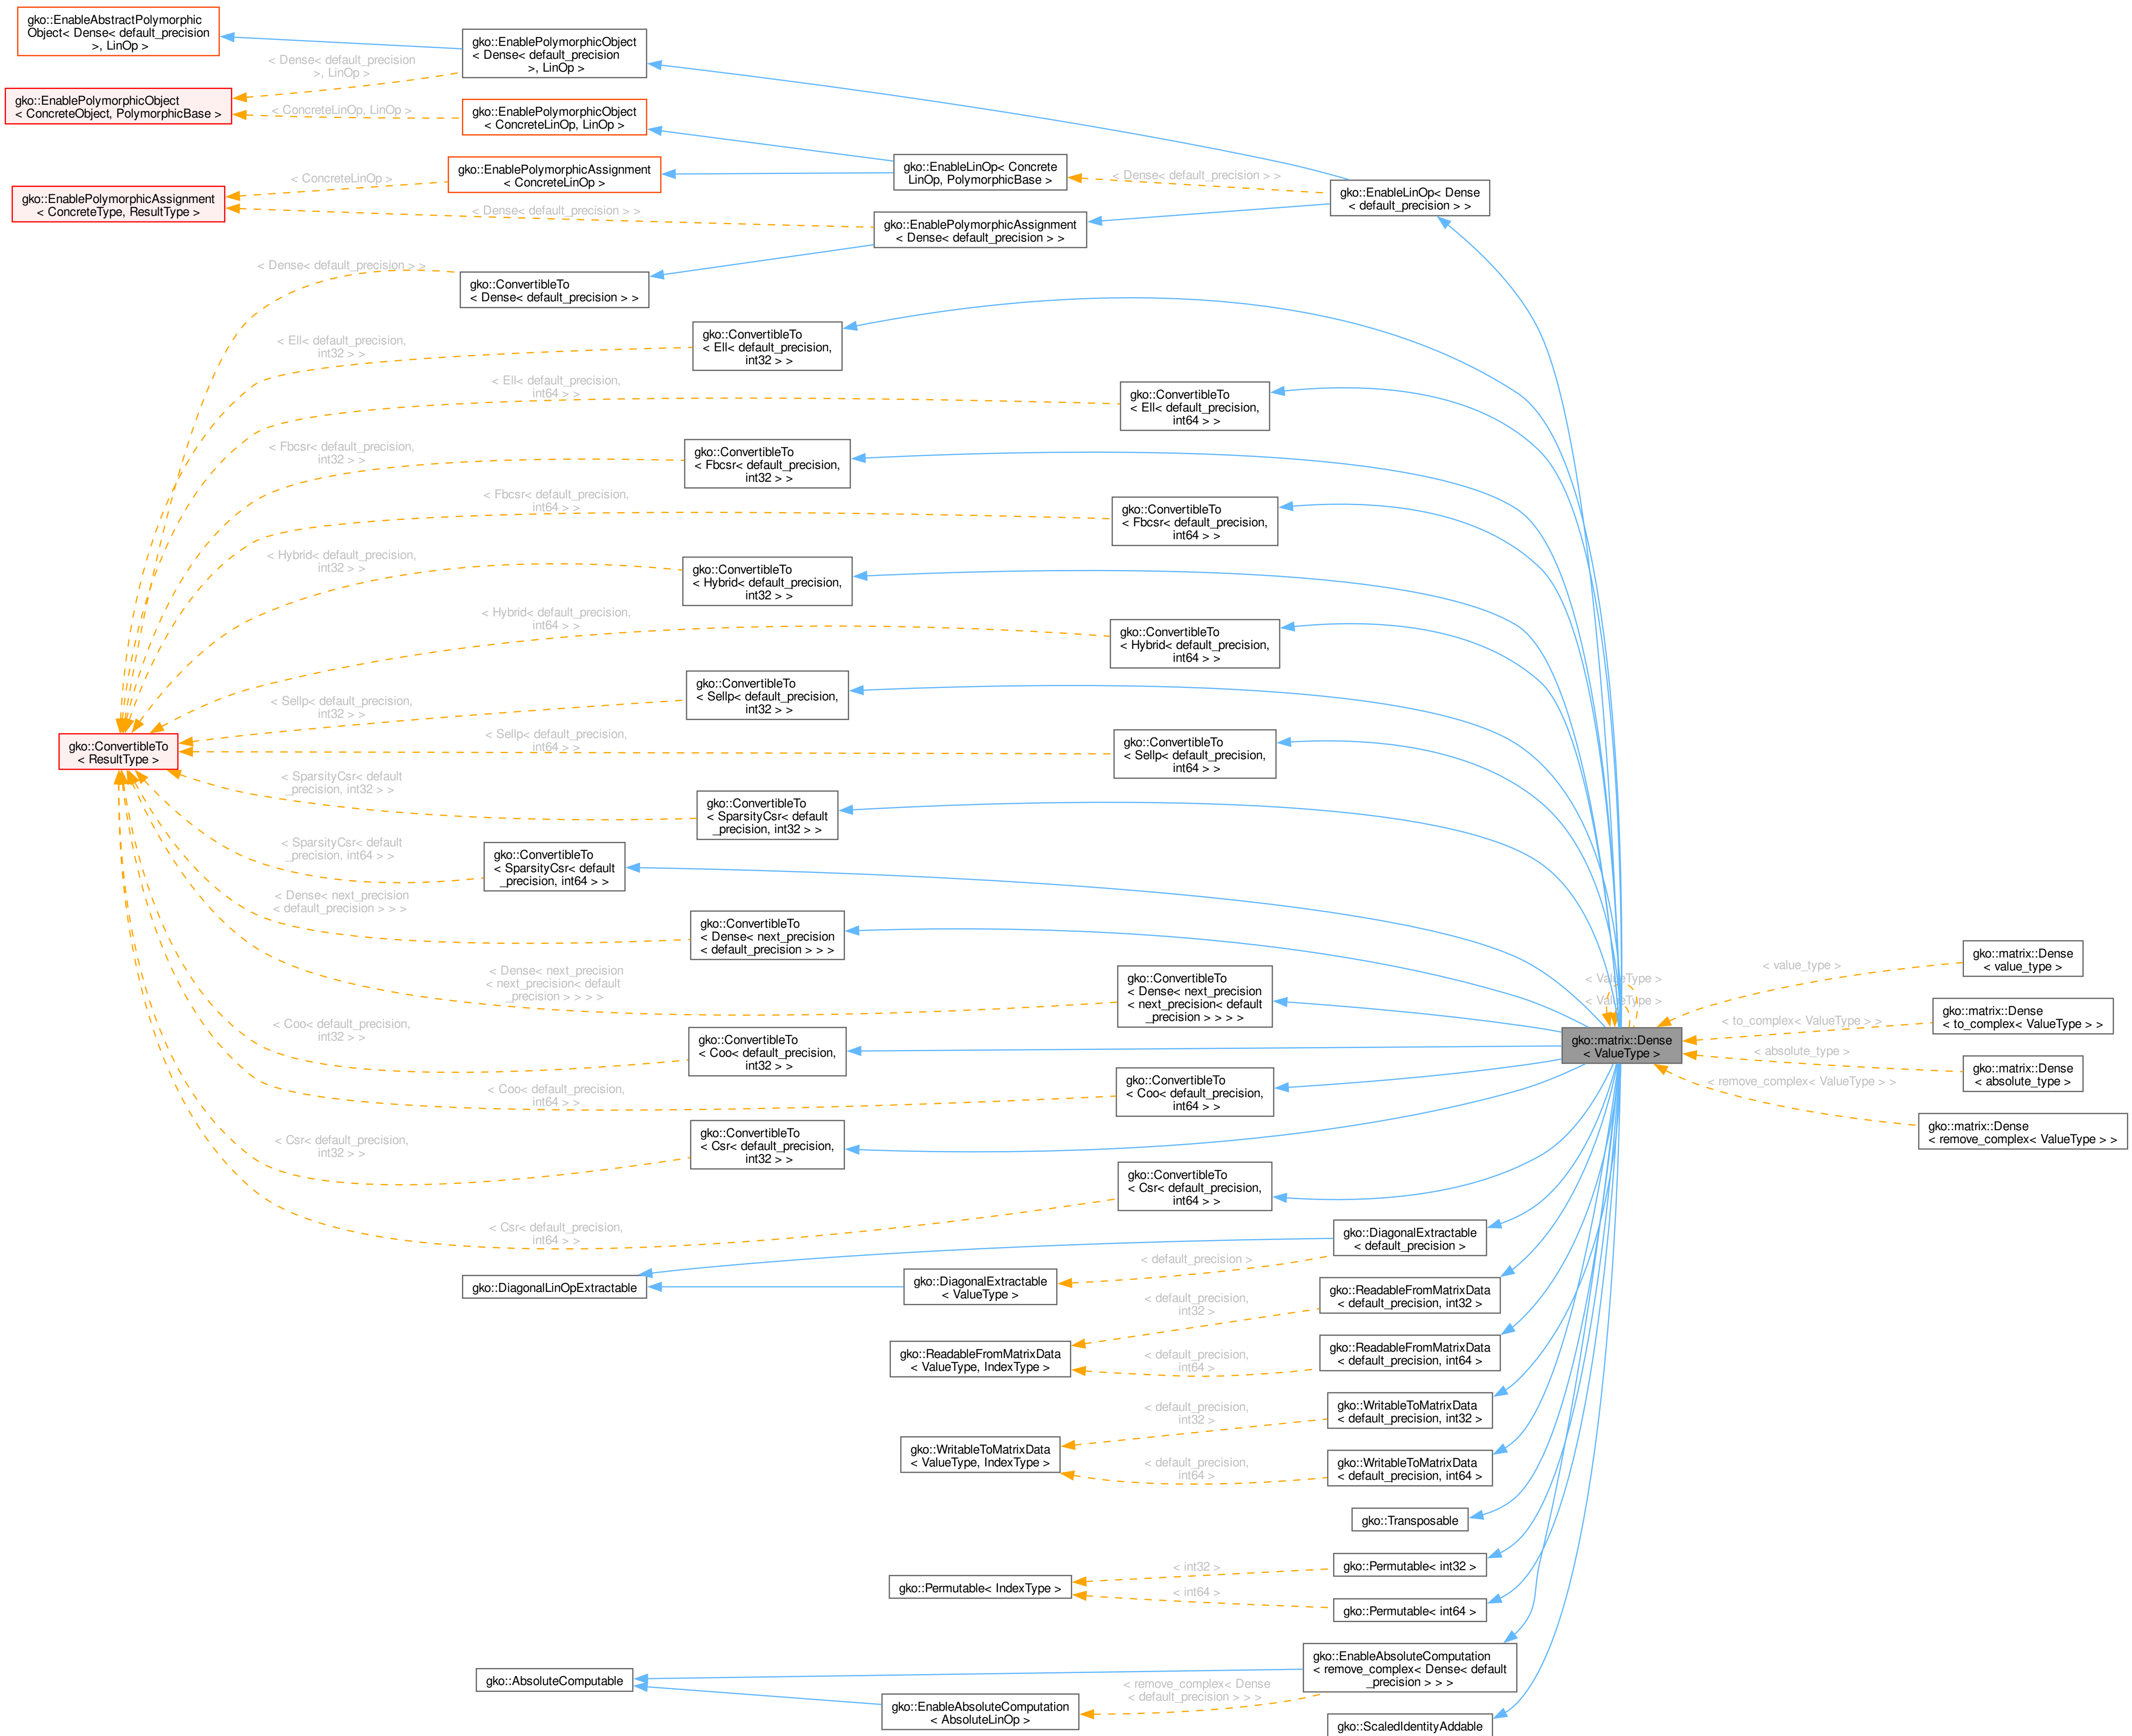 gko::EnableAbstractPolymorphic
Object< Dense< default_precision
>, LinOp >
gko::EnablePolymorphicObject
< Dense< default_precision
>, LinOp >
< Dense< default_precision
>, LinOp >
gko::EnablePolymorphicObject
< ConcreteObject, PolymorphicBase >
< ConcreteLinOp, LinOp >
gko::EnablePolymorphicObject
< ConcreteLinOp, LinOp >
gko::EnablePolymorphicAssignment
< ConcreteLinOp >
< ConcreteLinOp >
gko::EnableLinOp< Concrete
LinOp, PolymorphicBase >
< Dense< default_precision > >
gko::EnableLinOp< Dense
< default_precision > >
gko::EnablePolymorphicAssignment
< ConcreteType, ResultType >
< Dense< default_precision > >
gko::EnablePolymorphicAssignment
< Dense< default_precision > >
< Dense< default_precision > >
gko::ConvertibleTo
< Dense< default_precision > >
< Ell< default_precision,
int32 > >
gko::ConvertibleTo
< Ell< default_precision,
int32 > >
< Ell< default_precision,
int64 > >
gko::ConvertibleTo
< Ell< default_precision,
int64 > >
< Fbcsr< default_precision,
int32 > >
gko::ConvertibleTo
< Fbcsr< default_precision,
int32 > >
< Fbcsr< default_precision,
int64 > >
gko::ConvertibleTo
< Fbcsr< default_precision,
int64 > >
< Hybrid< default_precision,
int32 > >
gko::ConvertibleTo
< Hybrid< default_precision,
int32 > >
< Hybrid< default_precision,
int64 > >
gko::ConvertibleTo
< Hybrid< default_precision,
int64 > >
< Sellp< default_precision,
int32 > >
gko::ConvertibleTo
< Sellp< default_precision,
int32 > >
gko::ConvertibleTo
< ResultType >
< Sellp< default_precision,
int64 > >
gko::ConvertibleTo
< Sellp< default_precision,
int64 > >
< SparsityCsr< default
_precision, int32 > >
gko::ConvertibleTo
< SparsityCsr< default
_precision, int32 > >
< SparsityCsr< default
_precision, int64 > >
gko::ConvertibleTo
< SparsityCsr< default
_precision, int64 > >
< Dense< next_precision
< default_precision > > >
gko::ConvertibleTo
< Dense< next_precision
< default_precision > > >
< Dense< next_precision
< next_precision< default
_precision > > > >
gko::ConvertibleTo
< Dense< next_precision
< next_precision< default
_precision > > > >
< Coo< default_precision,
int32 > >
gko::ConvertibleTo
< Coo< default_precision,
int32 > >
< Coo< default_precision,
int64 > >
gko::ConvertibleTo
< Coo< default_precision,
int64 > >
< ValueType >
< ValueType >
gko::matrix::Dense
< ValueType >
< value_type >
gko::matrix::Dense
< value_type >
< to_complex< ValueType > >
gko::matrix::Dense
< to_complex< ValueType > >
< absolute_type >
gko::matrix::Dense
< absolute_type >
< remove_complex< ValueType > >
gko::matrix::Dense
< remove_complex< ValueType > >
< Csr< default_precision,
int32 > >
gko::ConvertibleTo
< Csr< default_precision,
int32 > >
< Csr< default_precision,
int64 > >
gko::ConvertibleTo
< Csr< default_precision,
int64 > >
gko::DiagonalExtractable
< default_precision >
gko::DiagonalLinOpExtractable
gko::DiagonalExtractable
< ValueType >
< default_precision >
< default_precision,
int32 >
gko::ReadableFromMatrixData
< default_precision, int32 >
gko::ReadableFromMatrixData
< ValueType, IndexType >
< default_precision,
int64 >
gko::ReadableFromMatrixData
< default_precision, int64 >
< default_precision,
int32 >
gko::WritableToMatrixData
< default_precision, int32 >
gko::WritableToMatrixData
< ValueType, IndexType >
< default_precision,
int64 >
gko::WritableToMatrixData
< default_precision, int64 >
gko::Transposable
gko::Permutable< IndexType >
< int32 >
gko::Permutable< int32 >
< int64 >
gko::Permutable< int64 >
gko::AbsoluteComputable
gko::EnableAbsoluteComputation
< remove_complex< Dense< default
_precision > > >
gko::EnableAbsoluteComputation
< AbsoluteLinOp >
< remove_complex< Dense
< default_precision > > >
gko::ScaledIdentityAddable